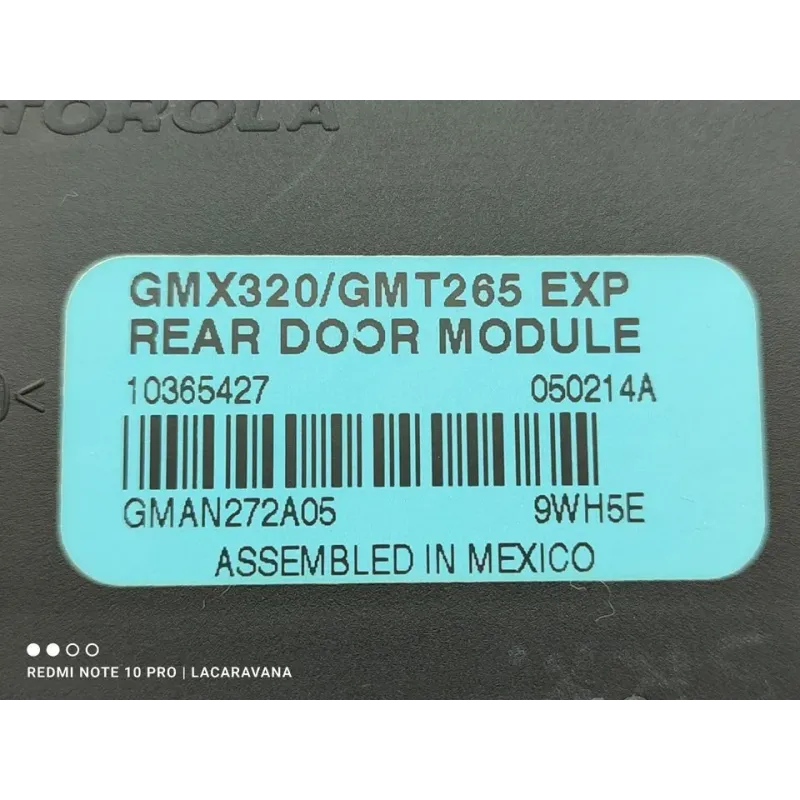 TOROLA
GMX320/GMT265 EXP
REAR DOOR MODULE
10365427 050214A
GMAN272A05 9WH5E
ASSEMBLED IN MEXICO
REDMI NOTE 10 PRO | LACARAVANA